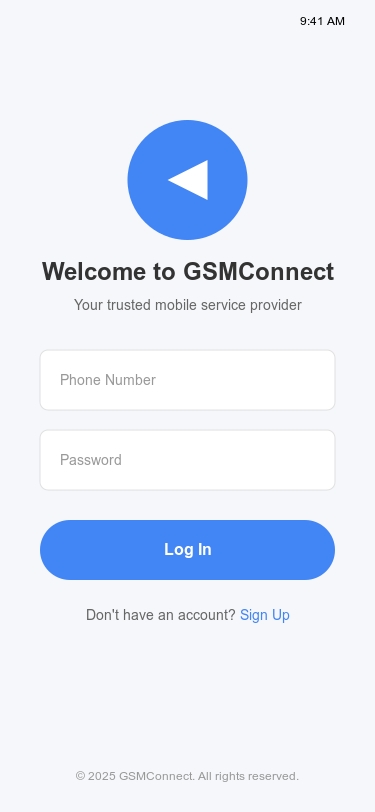 9:41 AM
Welcome to GSMConnect
Your trusted mobile service provider
Phone Number
Password
Log In
Don't have an account? Sign Up
© 2025 GSMConnect. All rights reserved.